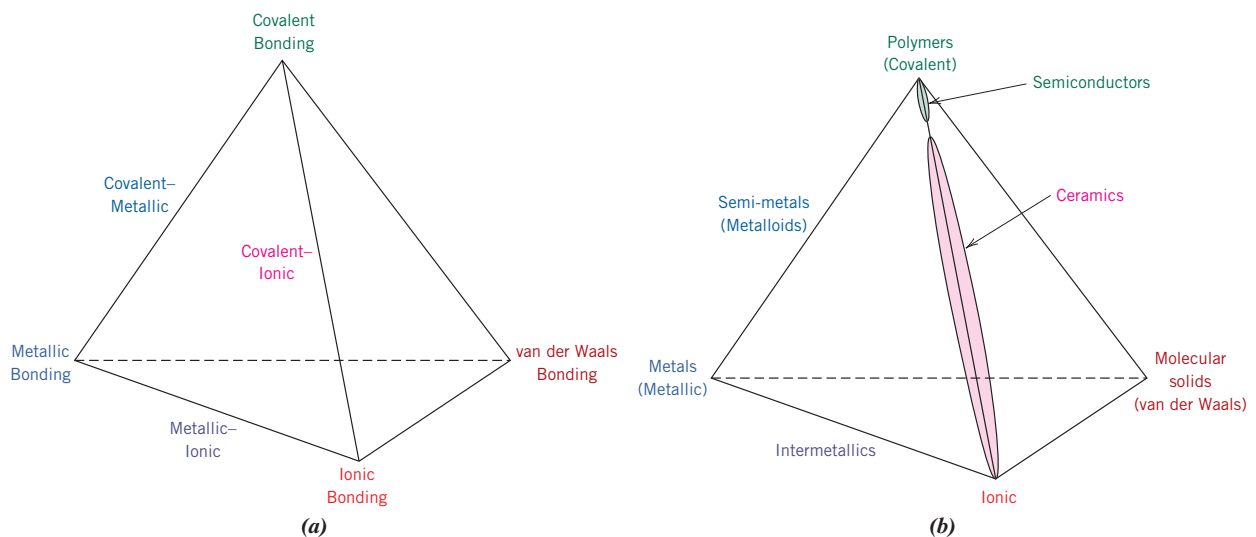 Covalent
Bonding
Covalent–
Metallic
Covalent–
Ionic
Metallic
Bonding
van der Waals
Bonding
Metallic–
Ionic
Ionic
Bonding
(a)
Polymers
(Covalent)
Semiconductors
Semi-metals
(Metalloids)
Ceramics
Metals
(Metallic)
Molecular
solids
(van der Waals)
Intermetallics
Ionic
(b)